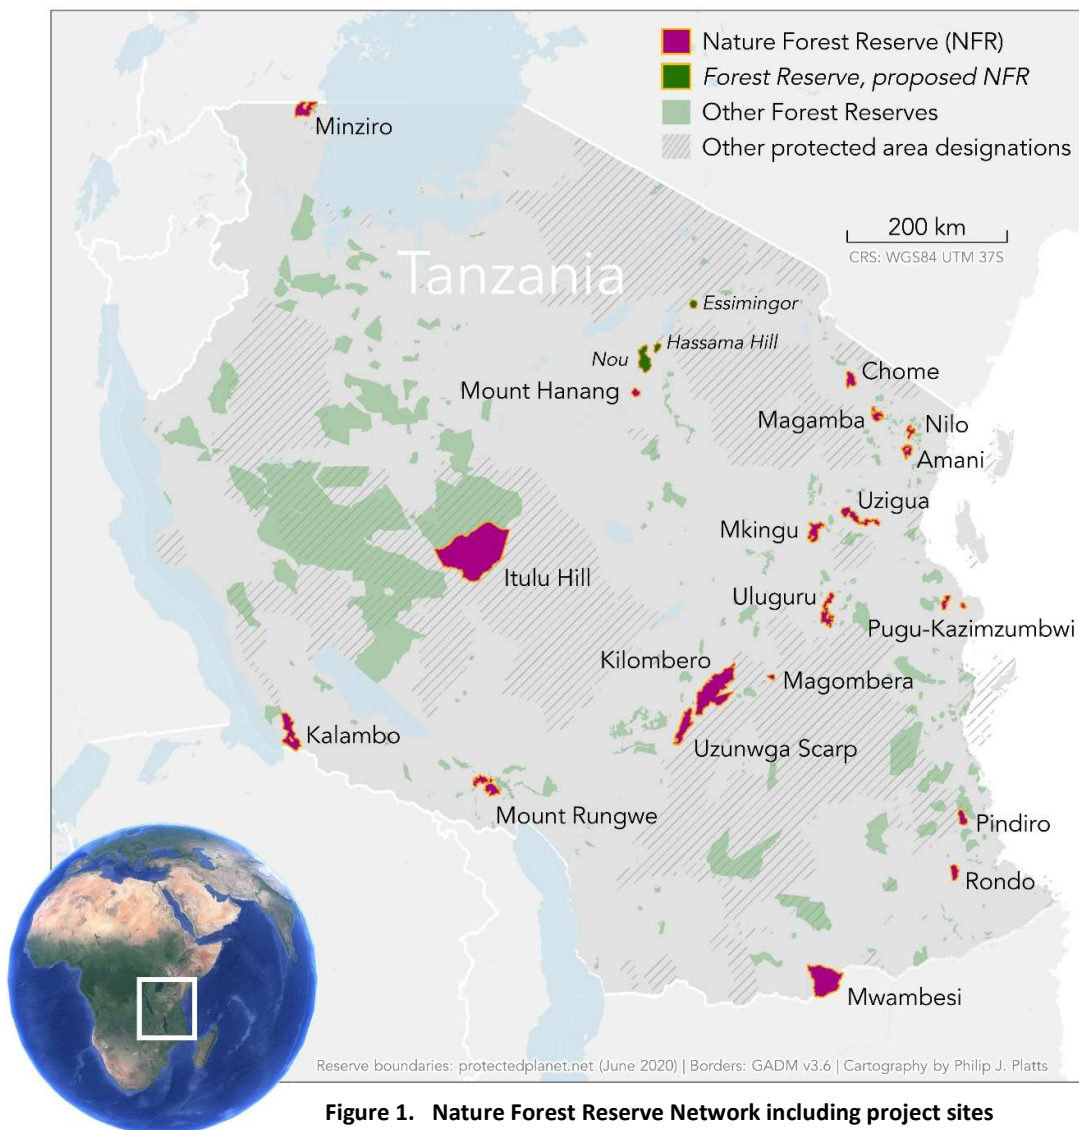 Nature Forest Reserve (NFR)
Forest Reserve, proposed NFR
Other Forest Reserves
Other protected area designations
200 km
CRS: WGS84 UTM 37S
Minziro
Tanzania
Essimingor
Hassama Hill
Nou
Mount Hanang
Chome
Magamba
Nilo
Amani
Uzigua
Mkingu
Itulu Hill
Uluguru
Pugu-Kazimzumbwi
Kilombero
Magombera
Kalambo
Uzunwga Scarp
Mount Rungwe
Pindiro
Rondo
Mwambesi
Reserve boundaries: protectedplanet.net (June 2020) | Borders: GADM v3.6 | Cartography by Philip J. Platts
Figure 1. Nature Forest Reserve Network including project sites